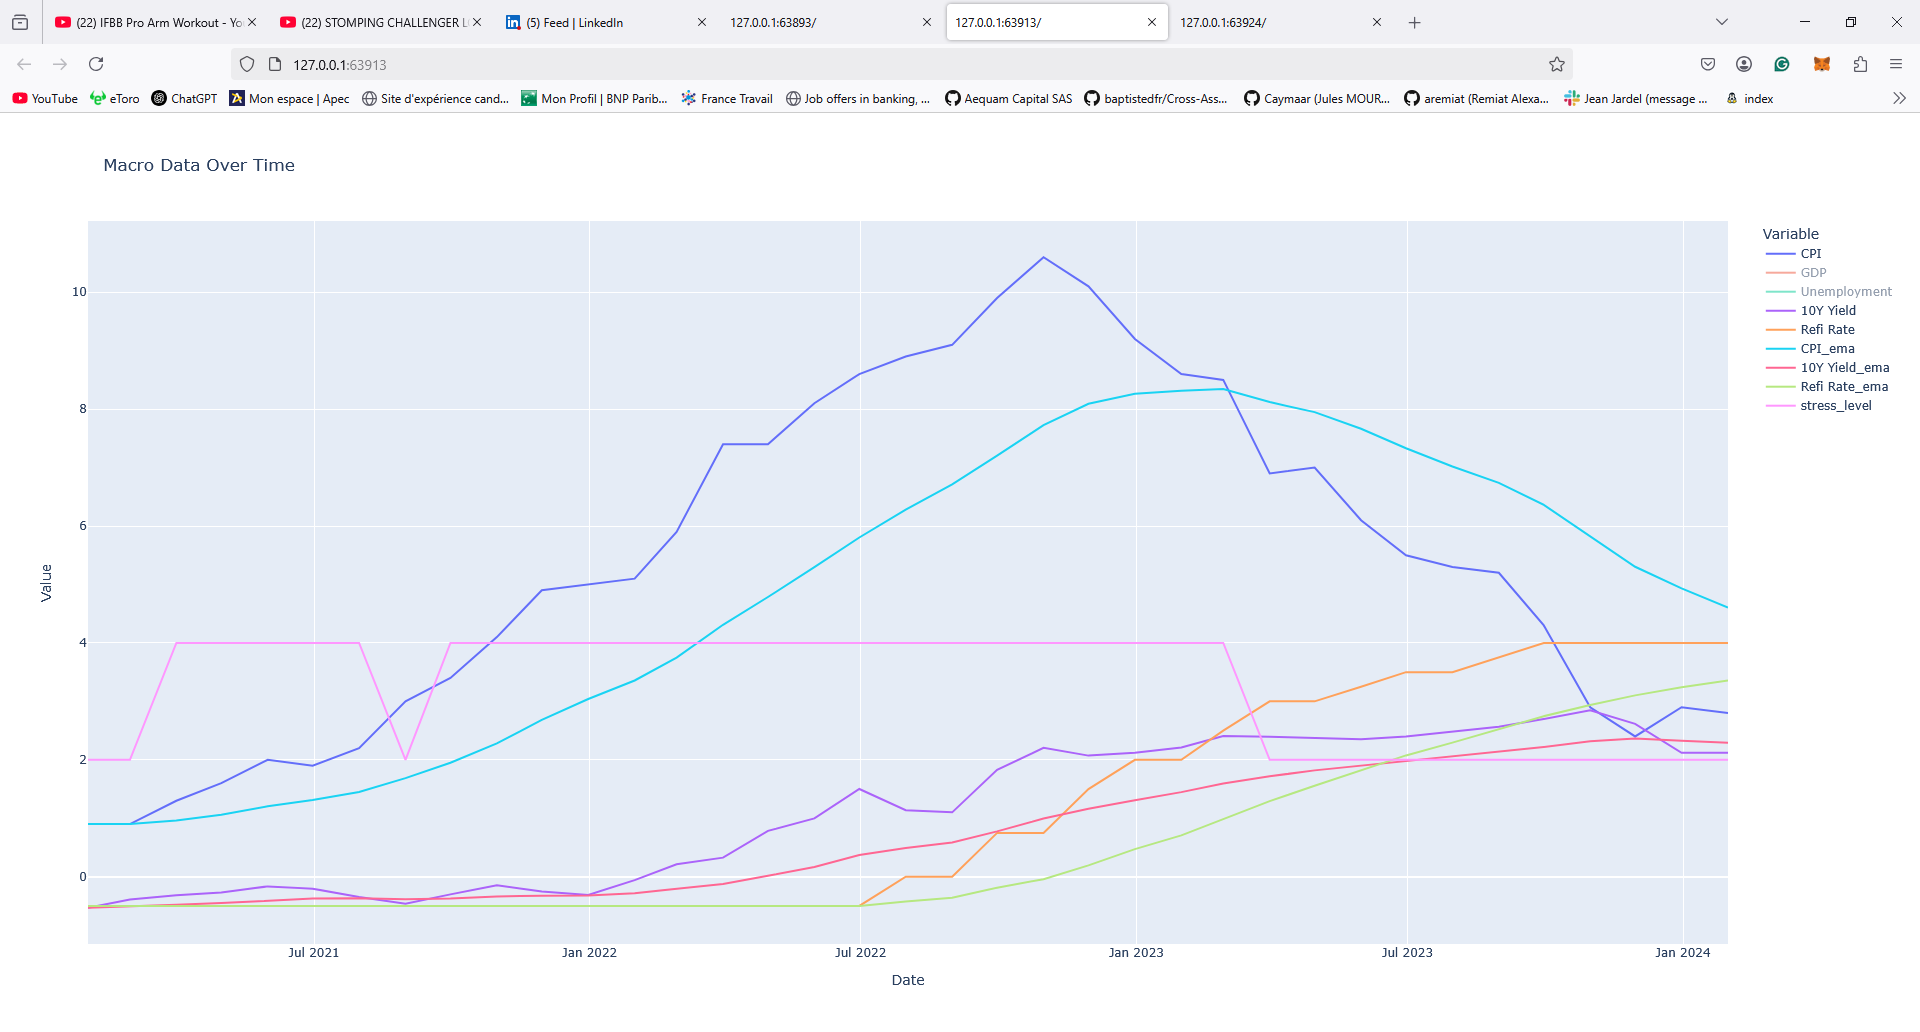 (22) IFBB Pro Arm Workout - Yo
(22) STOMPING CHALLENGER L
(5) Feed | LinkedIn
127.0.0.1:63893/
127.0.0.1:63913/
127.0.0.1:63924/
127.0.0.1:63913
YouTube
eToro
ChatGPT
Mon espace | Apec
Site d'expérience cand...
Mon Profil | BNP Parib...
France Travail
Job offers in banking, ...
Aequam Capital SAS
baptistedfr/Cross-Ass...
Caymaar (Jules MOUR...
aremiat (Remiat Alexa...
Jean Jardel (message ...
index
Macro Data Over Time
Variable
CPI
GDP
Unemployment
10Y Yield
Refi Rate
CPI_ema
10Y Yield_ema
Refi Rate_ema
stress_level
10
8
6
4
2
0
Value
Jul 2021
Jan 2022
Jul 2022
Jan 2023
Jul 2023
Jan 2024
Date